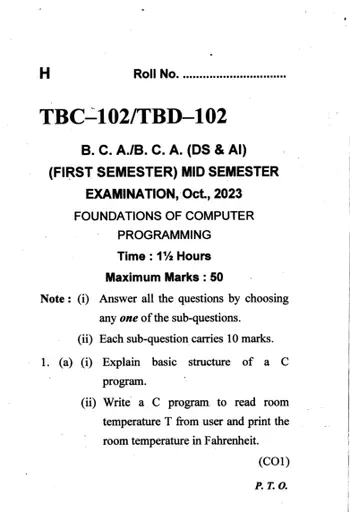 H Roll No. ...............................
TBC–102/TBD–102
B. C. A./B. C. A. (DS & AI)
(FIRST SEMESTER) MID SEMESTER
EXAMINATION, Oct., 2023
FOUNDATIONS OF COMPUTER
PROGRAMMING
Time : 1½ Hours
Maximum Marks : 50
Note : (i) Answer all the questions by choosing
any one of the sub-questions.
(ii) Each sub-question carries 10 marks.
1. (a) (i) Explain basic structure of a C
program.
(ii) Write a C program to read room
temperature T from user and print the
room temperature in Fahrenheit.
(CO1)
P. T. O.